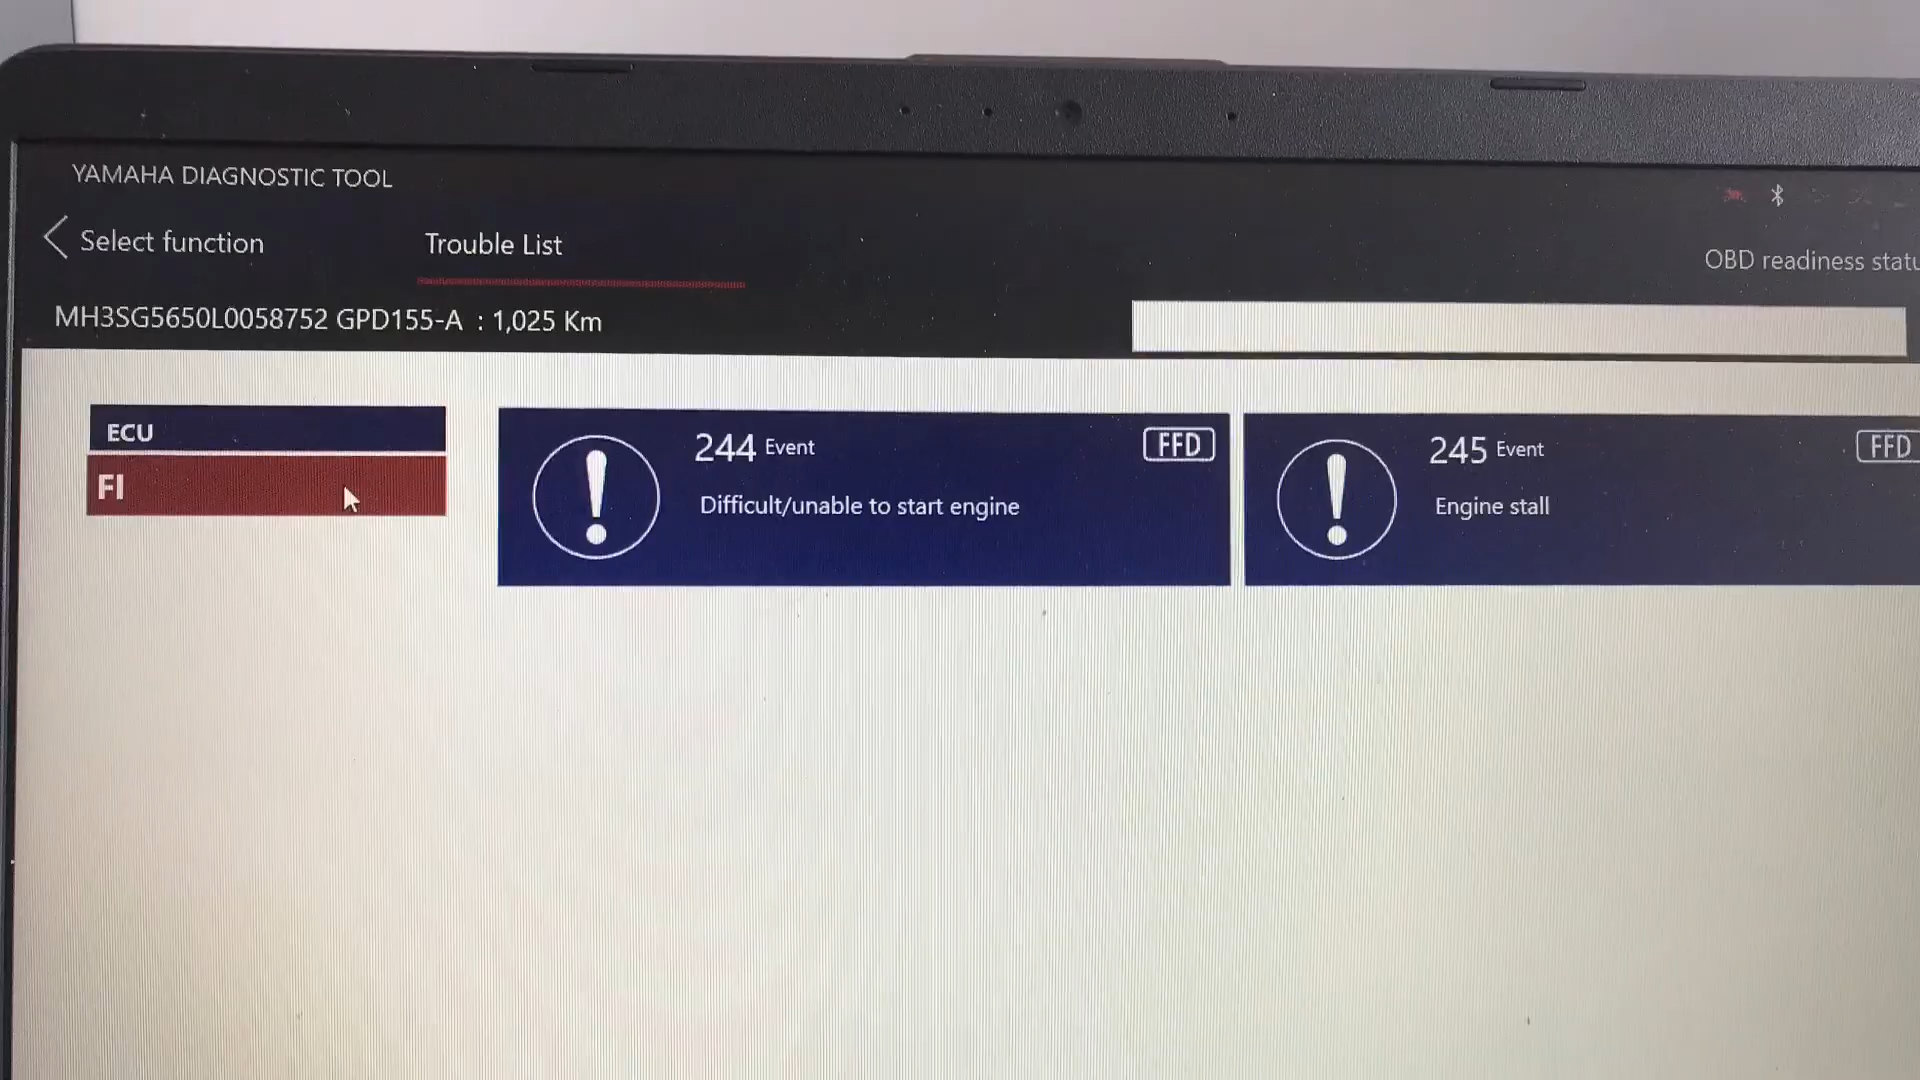 YAMAHA DIAGNOSTIC TOOL
Select function
Trouble List
OBD readiness statu
MH3SG5650L0058752 GPD155-A : 1,025 Km
ECU
FI
244 Event
FFD
Difficult/unable to start engine
245 Event
FFD
Engine stall